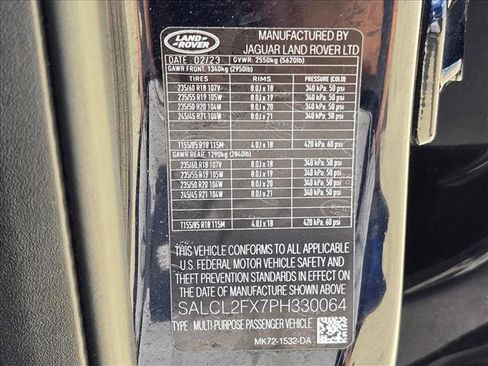 LAND ROVER
MANUFACTURED BY
JAGUAR LAND ROVER LTD
DATE: 02/23 GVWR: 2550kg (5620lb)
GAWR FRONT: 1340kg (2950lb)
TIRES RIMS PRESSURE (COLD)
235/60 R18 107V 8.0J x 18 340 kPa, 50 psi
235/55 R19 105W 8.0J x 19 340 kPa, 50 psi
235/50 R20 104W 8.0J x 20 340 kPa, 50 psi
245/45 R21 104W 8.0J x 21 340 kPa, 50 psi
T155/85 R18 115M 4.0J x 18 420 kPa, 60 psi
GAWR REAR: 1290kg (2840lb)
235/60 R18 107V 8.0J x 18 340 kPa, 50 psi
235/55 R19 105W 8.0J x 19 340 kPa, 50 psi
235/50 R20 104W 8.0J x 20 340 kPa, 50 psi
245/45 R21 104W 8.0J x 21 340 kPa, 50 psi
T155/85 R18 115M 4.0J x 18 420 kPa, 60 psi
THIS VEHICLE CONFORMS TO ALL APPLICABLE
U.S. FEDERAL MOTOR VEHICLE SAFETY AND
THEFT PREVENTION STANDARDS IN EFFECT ON
THE DATE OF MANUFACTURE SHOWN ABOVE
SALCL2FX7PH330064
TYPE: MULTI-PURPOSE PASSENGER VEHICLE
MK72-1532-DA